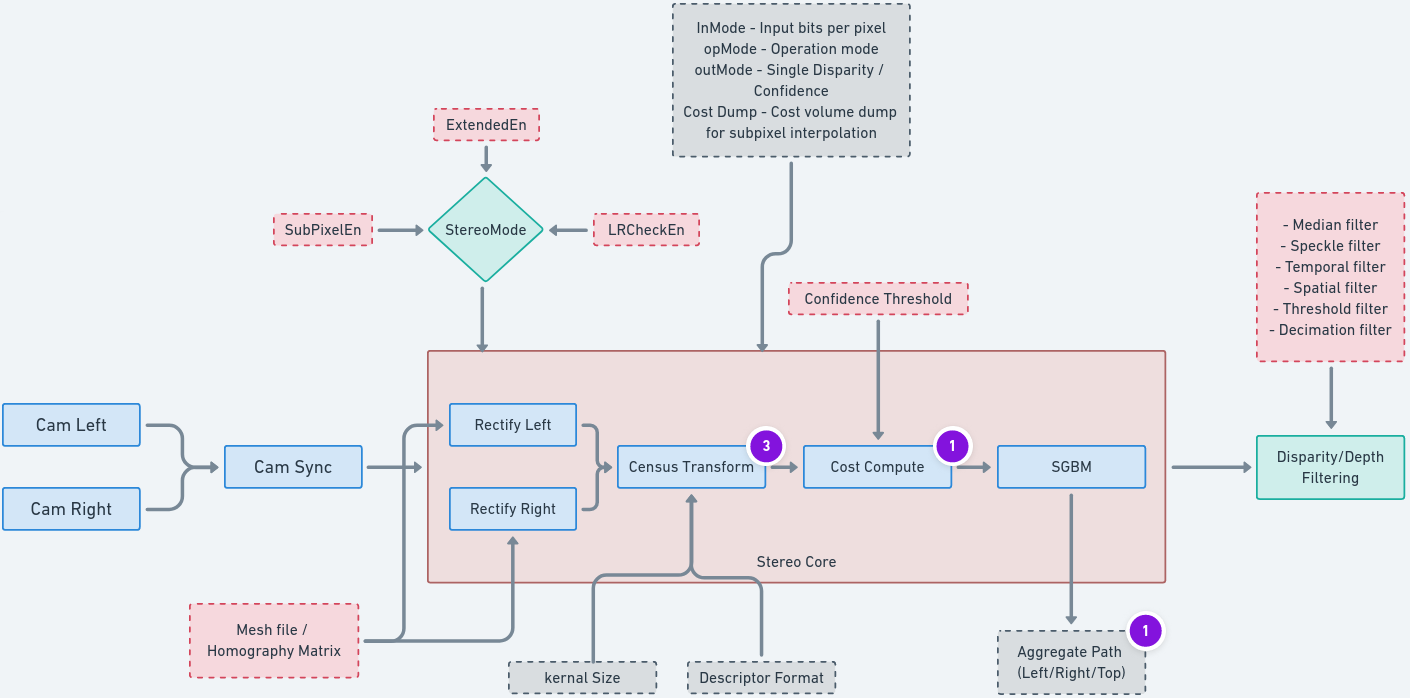 InMode - Input bits per pixel
opMode - Operation mode
outMode - Single Disparity /
Confidence
Cost Dump - Cost volume dump
for subpixel interpolation
ExtendedEn
SubPixelEn
StereoMode
LRCheckEn
- Median filter
- Speckle filter
- Temporal filter
- Spatial filter
- Threshold filter
- Decimation filter
Confidence Threshold
Cam Left
Cam Right
Cam Sync
Rectify Left
Rectify Right
Census Transform
3
Cost Compute
1
SGBM
Disparity/Depth
Filtering
Stereo Core
Mesh file /
Homography Matrix
kernal Size
Descriptor Format
Aggregate Path
(Left/Right/Top)
1